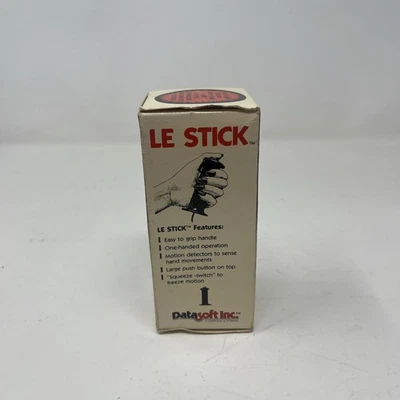 LE STICK™
LE STICK™ Features:
Easy to grip handle
One-handed operation
Motion detectors to sense
hand movements
Large push button on top
"Squeeze-switch" to
freeze motion
Datasoft Inc.™